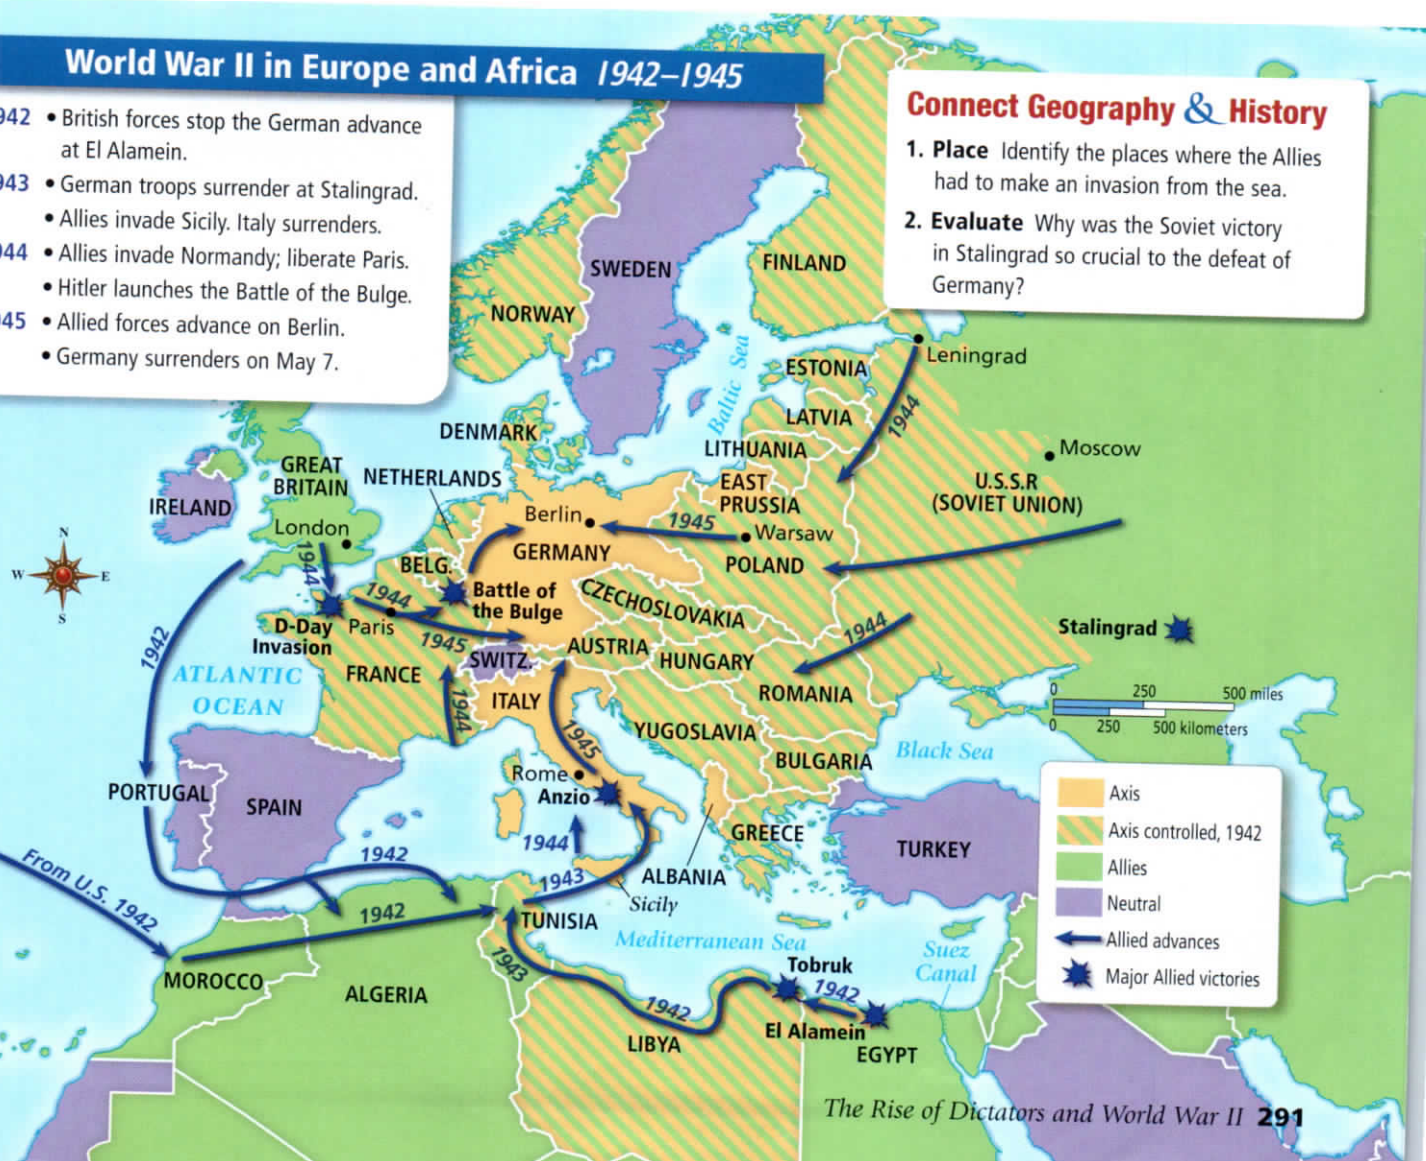 World War II in Europe and Africa 1942–1945
942 • British forces stop the German advance
at El Alamein.
943 • German troops surrender at Stalingrad.
• Allies invade Sicily. Italy surrenders.
944 • Allies invade Normandy; liberate Paris.
• Hitler launches the Battle of the Bulge.
945 • Allied forces advance on Berlin.
• Germany surrenders on May 7.
Connect Geography & History
1. Place Identify the places where the Allies
had to make an invasion from the sea.
2. Evaluate Why was the Soviet victory
in Stalingrad so crucial to the defeat of
Germany?
SWEDEN
FINLAND
NORWAY
Leningrad
ESTONIA
Baltic Sea
1944
LATVIA
DENMARK
LITHUANIA
Moscow
GREAT
BRITAIN
NETHERLANDS
EAST
PRUSSIA
U.S.S.R
(SOVIET UNION)
IRELAND
London
Berlin
1945
Warsaw
N
W
E
S
1944
BELG.
GERMANY
POLAND
1944
Battle of
the Bulge
CZECHOSLOVAKIA
D-Day
Invasion
Paris
1945
1942
AUSTRIA
HUNGARY
1944
Stalingrad
ATLANTIC
OCEAN
FRANCE
SWITZ.
ROMANIA
0 250 500 miles
0 250 500 kilometers
1944
ITALY
1945
YUGOSLAVIA
BULGARIA
Black Sea
Rome
Anzio
PORTUGAL
SPAIN
1944
GREECE
TURKEY
Axis
Axis controlled, 1942
Allies
Neutral
Allied advances
Major Allied victories
From U.S. 1942
1942
1943
ALBANIA
Sicily
1942
TUNISIA
Mediterranean Sea
Suez
Canal
MOROCCO
ALGERIA
1943
1942
Tobruk
1942
El Alamein
LIBYA
EGYPT
The Rise of Dictators and World War II 291